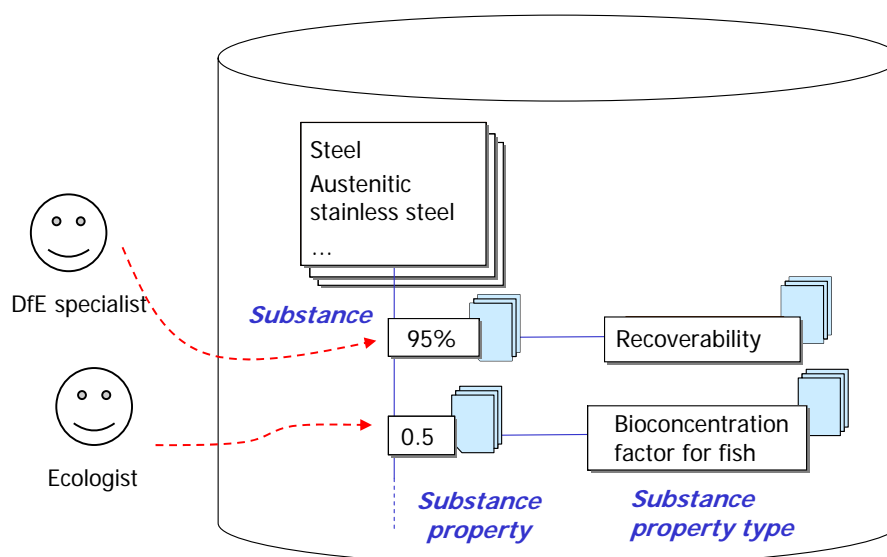 Steel
Austenitic
stainless steel
...
DfE specialist
Substance
95%
Recoverability
Ecologist
0.5
Bioconcentration
factor for fish
Substance
property
Substance
property type